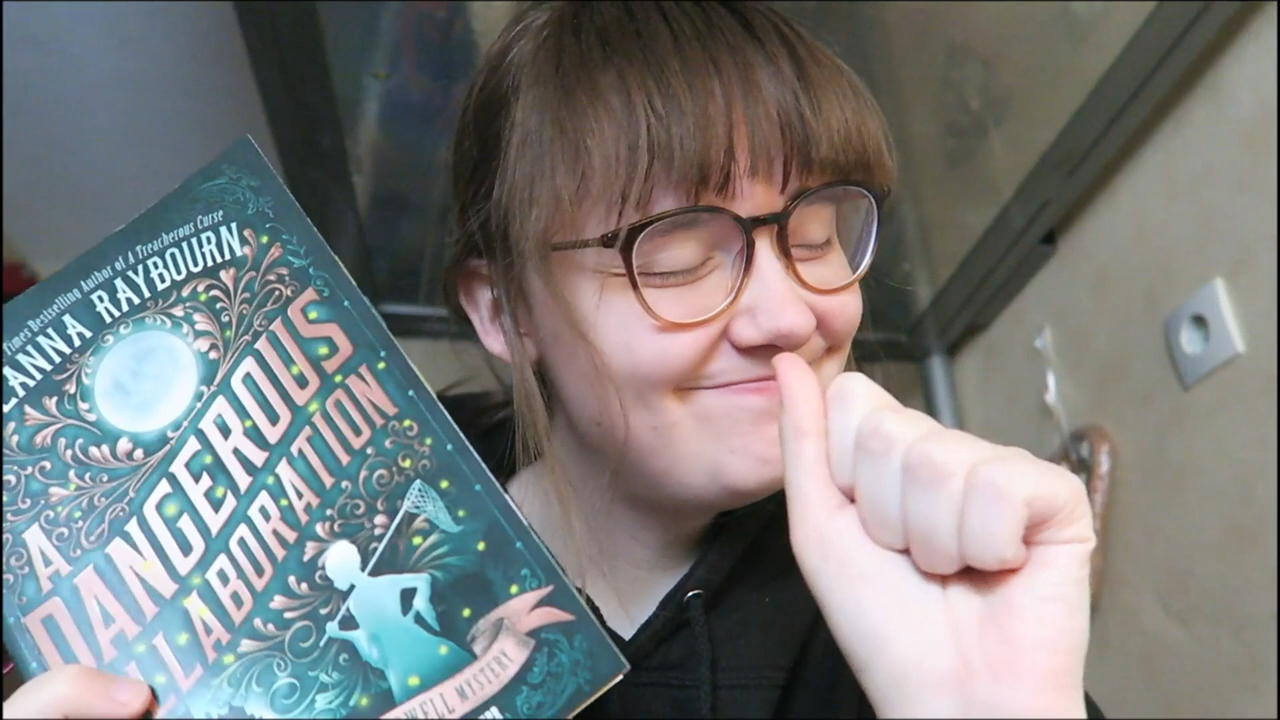 Times Bestselling Author of A Treacherous Curse
EANNA RAYBOURN
A
DANGEROUS
LLABORATION
WELL MYSTERY